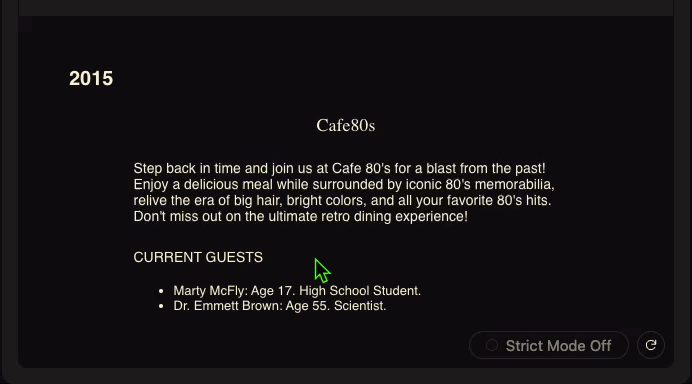 2015
Cafe80s
Step back in time and join us at Cafe 80's for a blast from the past!
Enjoy a delicious meal while surrounded by iconic 80's memorabilia,
relive the era of big hair, bright colors, and all your favorite 80's hits.
Don't miss out on the ultimate retro dining experience!
CURRENT GUESTS
• Marty McFly: Age 17. High School Student.
• Dr. Emmett Brown: Age 55. Scientist.
Strict Mode Off